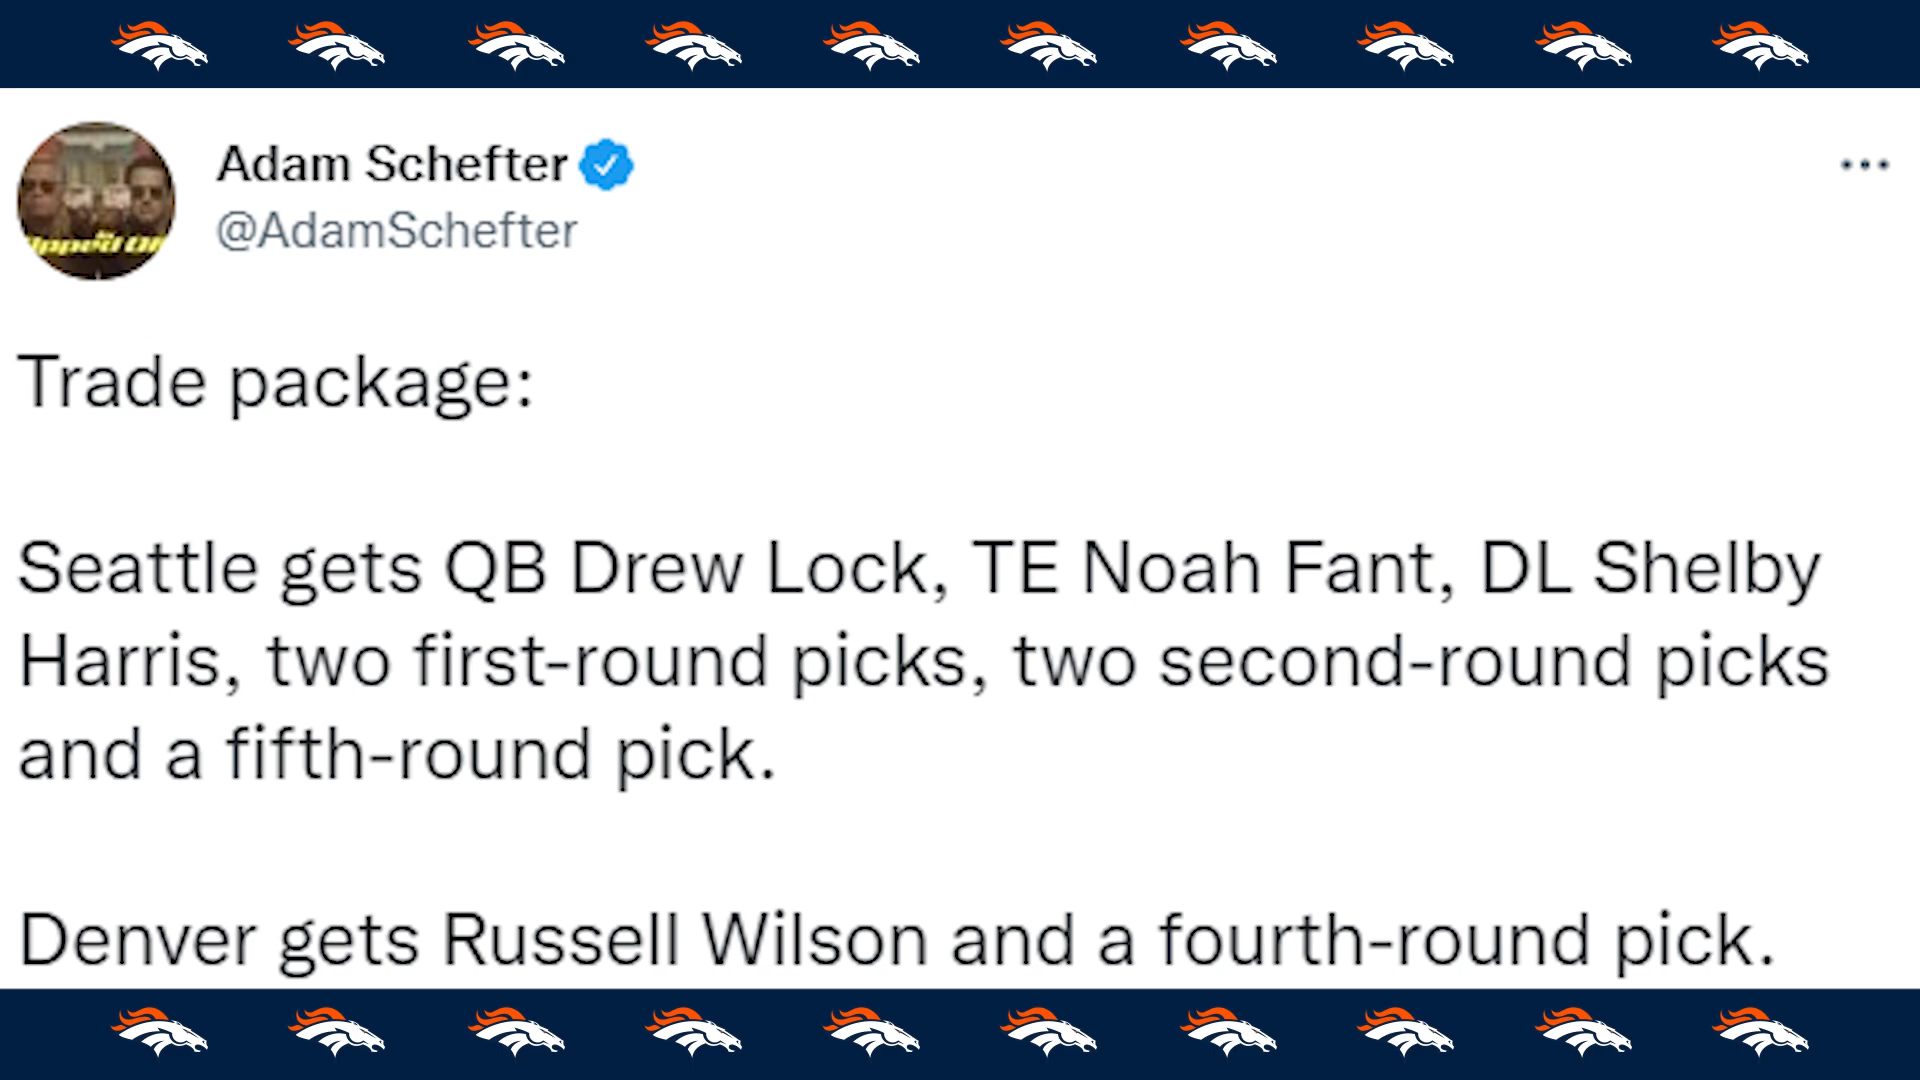 Adam Schefter
@AdamSchefter
Trade package:
Seattle gets QB Drew Lock, TE Noah Fant, DL Shelby
Harris, two first-round picks, two second-round picks
and a fifth-round pick.
Denver gets Russell Wilson and a fourth-round pick.